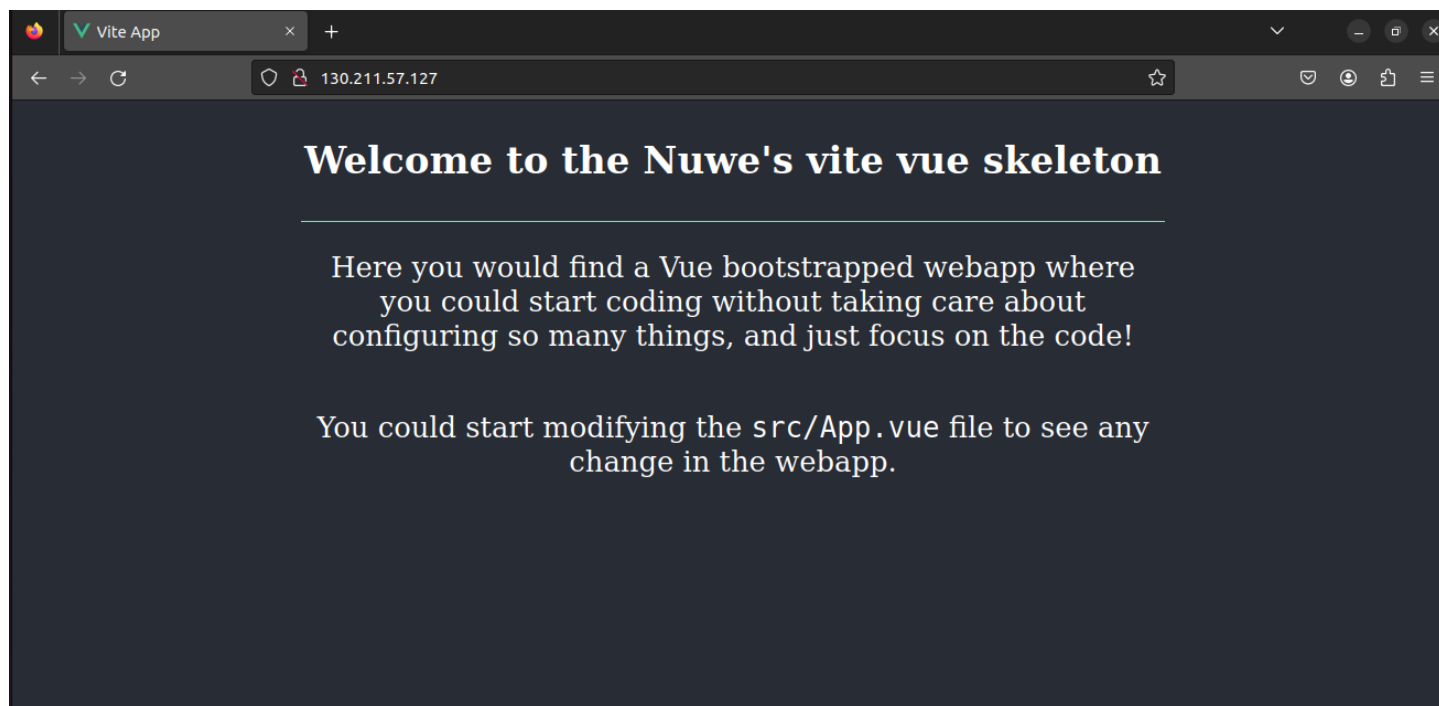 Vite App
130.211.57.127
Welcome to the Nuwe's vite vue skeleton
Here you would find a Vue bootstrapped webapp where
you could start coding without taking care about
configuring so many things, and just focus on the code!
You could start modifying the src/App.vue file to see any
change in the webapp.